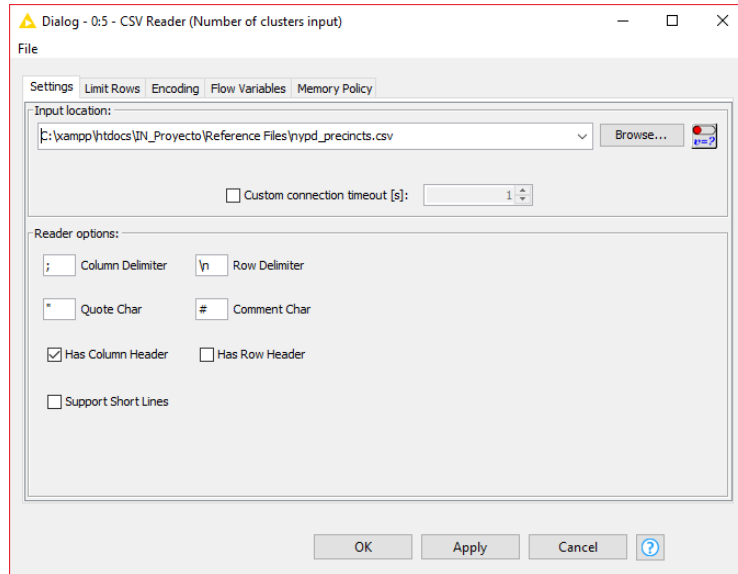 Dialog - 0:5 - CSV Reader (Number of clusters input)
File
Settings Limit Rows Encoding Flow Variables Memory Policy
Input location:
C:\xampp\htdocs\IN_Proyecto\Reference Files\nypd_precincts.csv Browse... v=?
Custom connection timeout [s]: 1
Reader options:
; Column Delimiter \n Row Delimiter
" Quote Char # Comment Char
Has Column Header Has Row Header
Support Short Lines
OK Apply Cancel ?